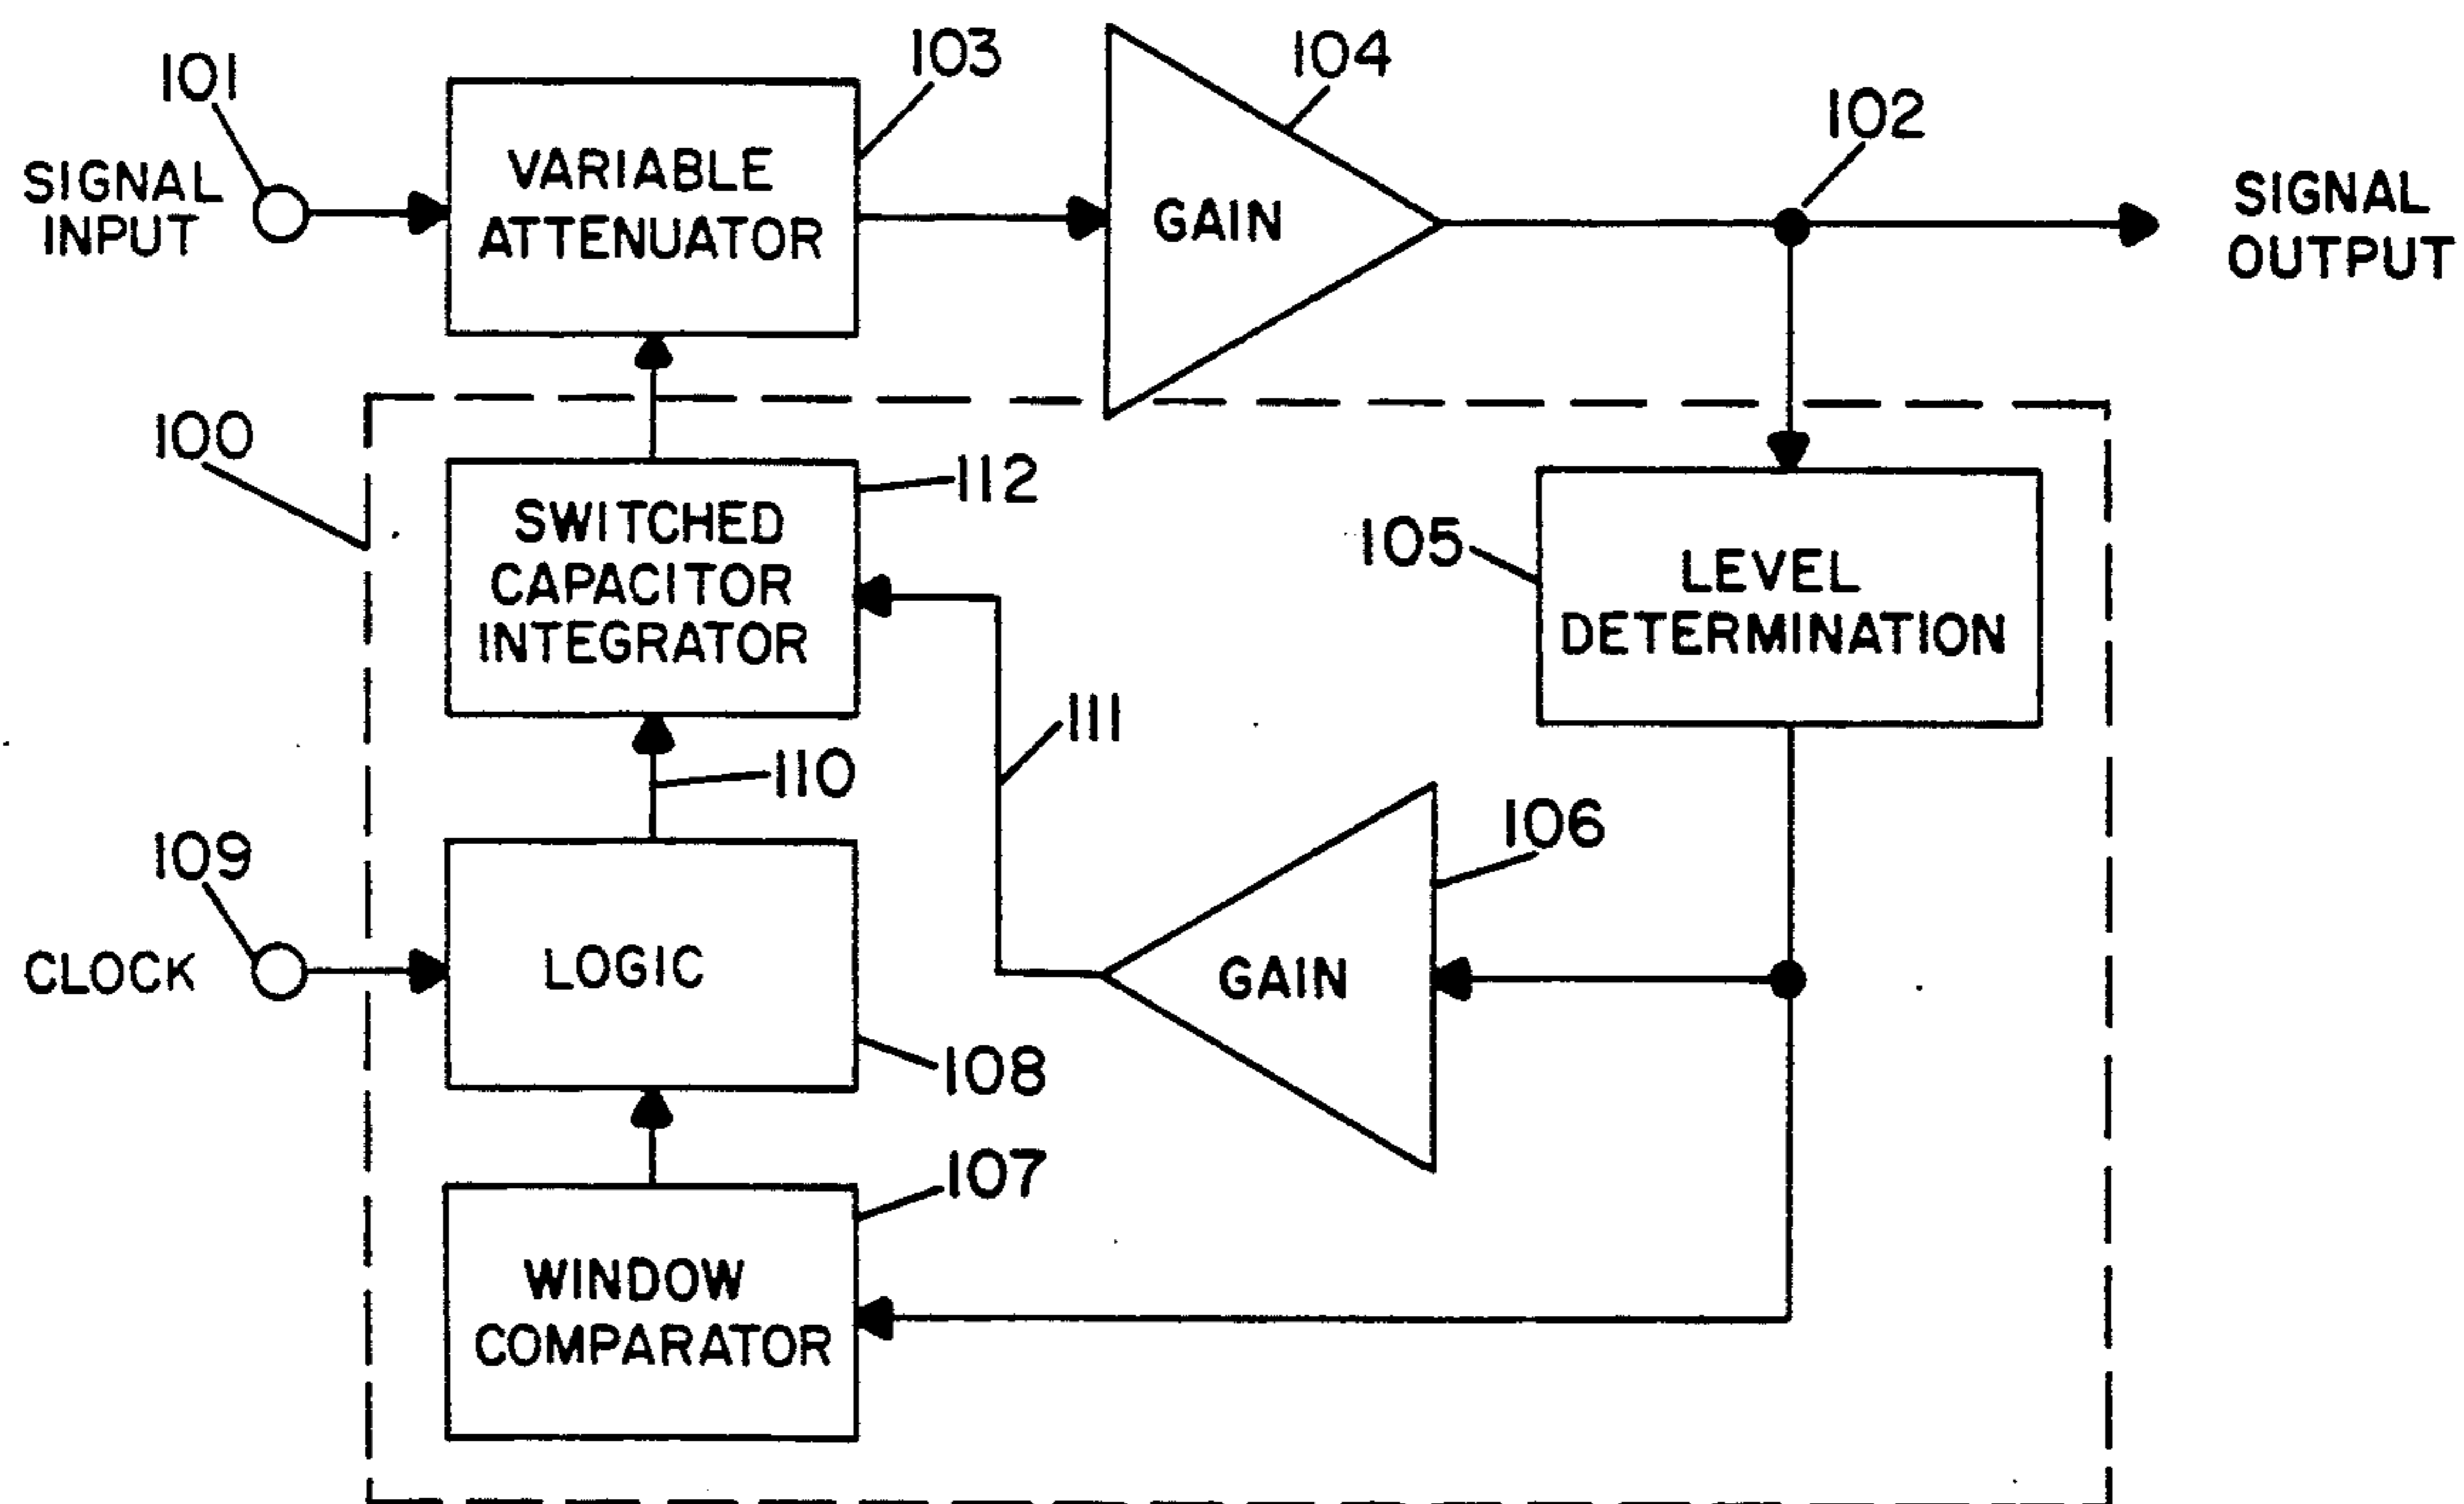 101
103
104
102
SIGNAL
INPUT
VARIABLE
ATTENUATOR
GAIN
SIGNAL
OUTPUT
100
112
SWITCHED
CAPACITOR
INTEGRATOR
105
LEVEL
DETERMINATION
111
110
106
109
CLOCK
LOGIC
GAIN
108
107
WINDOW
COMPARATOR